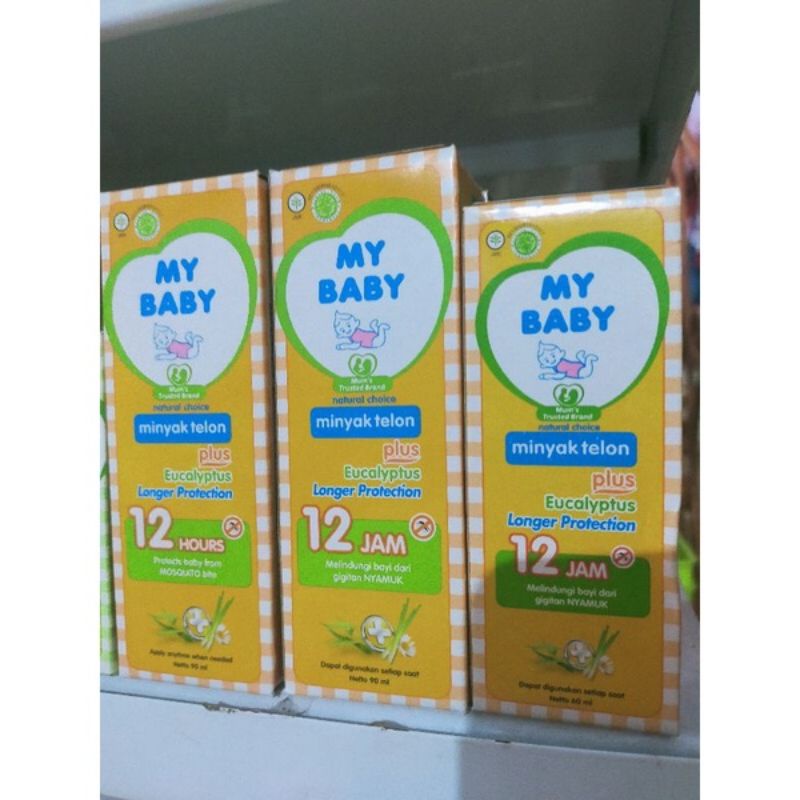 MY
BABY
Mum's
Trusted Brand
natural choice
minyak telon
plus
Eucalyptus
Longer Protection
12 HOURS
Protects baby from
MOSQUITO bite
Apply anytime when needed
Netto 90 ml
MY
BABY
Mum's
Trusted Brand
natural choice
minyak telon
plus
Eucalyptus
Longer Protection
12 JAM
Melindungi bayi dari
gigitan NYAMUK
Dapat digunakan setiap saat
Netto 90 ml
MY
BABY
Mum's
Trusted Brand
natural choice
minyak telon
plus
Eucalyptus
Longer Protection
12 JAM
Melindungi bayi dari
gigitan NYAMUK
Dapat digunakan setiap saat
Netto 60 ml